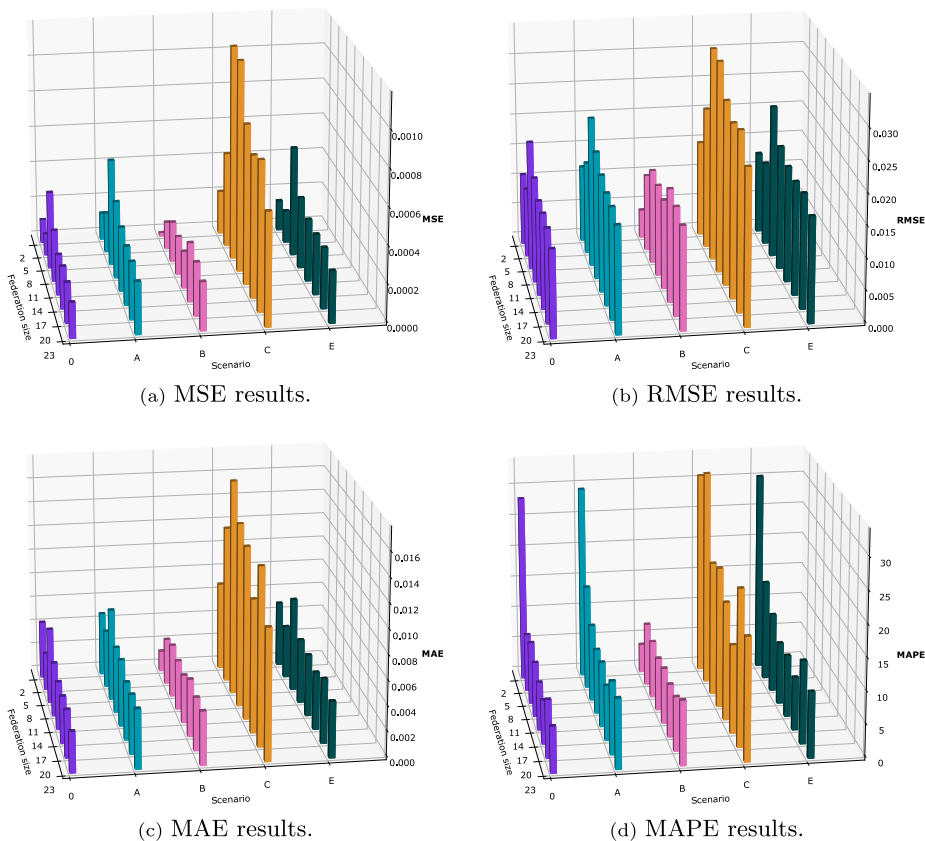 0.0010
0.0008
0.0006
MSE
0.0004
0.0002
0.0000
2
5
8
11
14
17
20
23
Federation size
0
A
B
C
E
Scenario
(a) MSE results.
0.030
0.025
0.020
0.015
RMSE
0.010
0.005
0.000
2
5
8
11
14
17
20
23
Federation size
0
A
B
C
E
Scenario
(b) RMSE results.
0.016
0.014
0.012
0.010
0.008
MAE
0.006
0.004
0.002
0.000
2
5
8
11
14
17
20
23
Federation size
0
A
B
C
E
Scenario
(c) MAE results.
30
25
20
15
MAPE
10
5
0
2
5
8
11
14
17
20
23
Federation size
0
A
B
C
E
Scenario
(d) MAPE results.